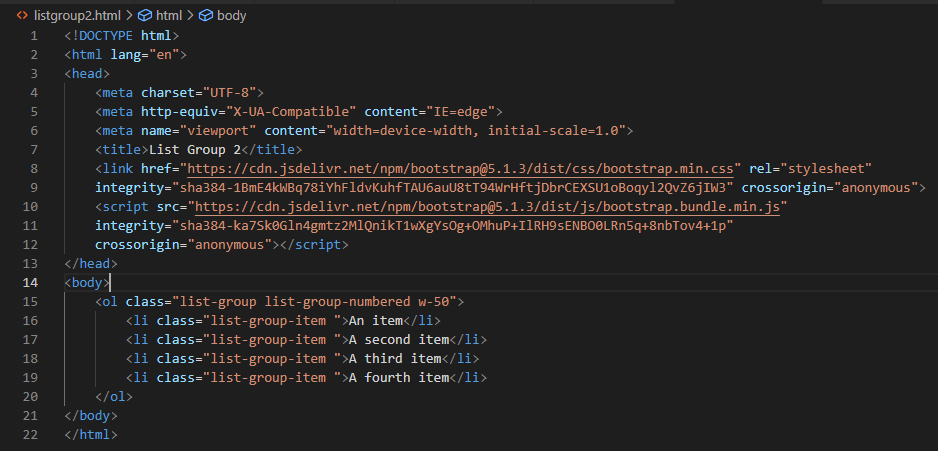 listgroup2.html > html > body
1 <!DOCTYPE html>
2 <html lang="en">
3 <head>
4 <meta charset="UTF-8">
5 <meta http-equiv="X-UA-Compatible" content="IE=edge">
6 <meta name="viewport" content="width=device-width, initial-scale=1.0">
7 <title>List Group 2</title>
8 <link href="https://cdn.jsdelivr.net/npm/bootstrap@5.1.3/dist/css/bootstrap.min.css" rel="stylesheet"
9 integrity="sha384-1BmE4kWBq78iYhFldvKuhfTAU6auU8tT94WrHftjDbrCEXSU1oBoqyl2QvZ6jIW3" crossorigin="anonymous">
10 <script src="https://cdn.jsdelivr.net/npm/bootstrap@5.1.3/dist/js/bootstrap.bundle.min.js"
11 integrity="sha384-ka7Sk0Gln4gmtz2MlQnikT1wXgYsOg+OMhuP+IlRH9sENBO0LRn5q+8nbTov4+1p"
12 crossorigin="anonymous"></script>
13 </head>
14 <body>
15 <ol class="list-group list-group-numbered w-50">
16 <li class="list-group-item ">An item</li>
17 <li class="list-group-item ">A second item</li>
18 <li class="list-group-item ">A third item</li>
19 <li class="list-group-item ">A fourth item</li>
20 </ol>
21 </body>
22 </html>